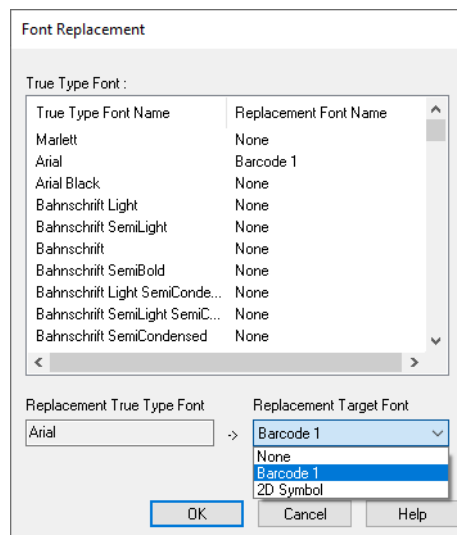 Font Replacement
True Type Font :
True Type Font Name Replacement Font Name
Marlett None
Arial Barcode 1
Arial Black None
Bahnschrift Light None
Bahnschrift SemiLight None
Bahnschrift None
Bahnschrift SemiBold None
Bahnschrift Light SemiConde... None
Bahnschrift SemiLight SemiC... None
Bahnschrift SemiCondensed None
Replacement True Type Font Replacement Target Font
Arial -> Barcode 1
None
Barcode 1
2D Symbol
OK Cancel Help